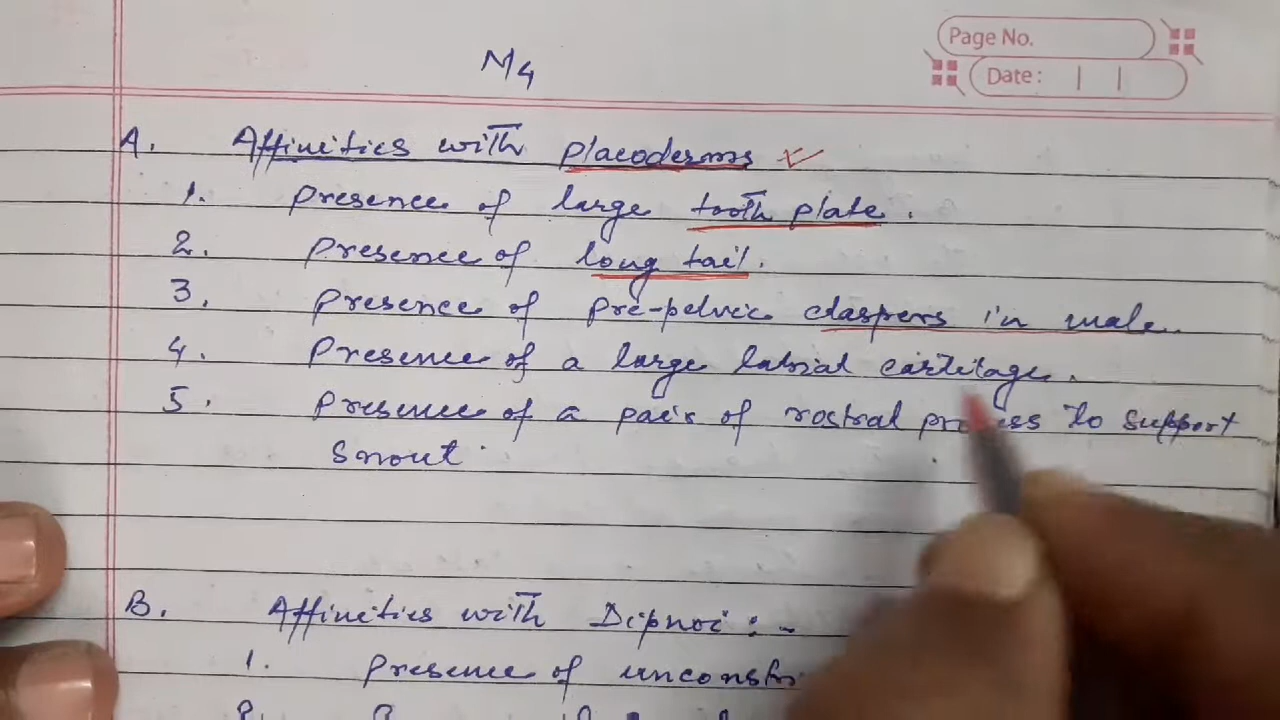 Page No.
Date :
M4
A. Affinities with placoderms
1. presence of large tooth plate.
2. presence of long tail.
3. presence of pre-pelvic claspers in male.
4. presence of a large labial cartilage.
5. presence of a pair of rostral process to support
snout.
B. Affinities with Dipnoi :-
1. presence of
2.